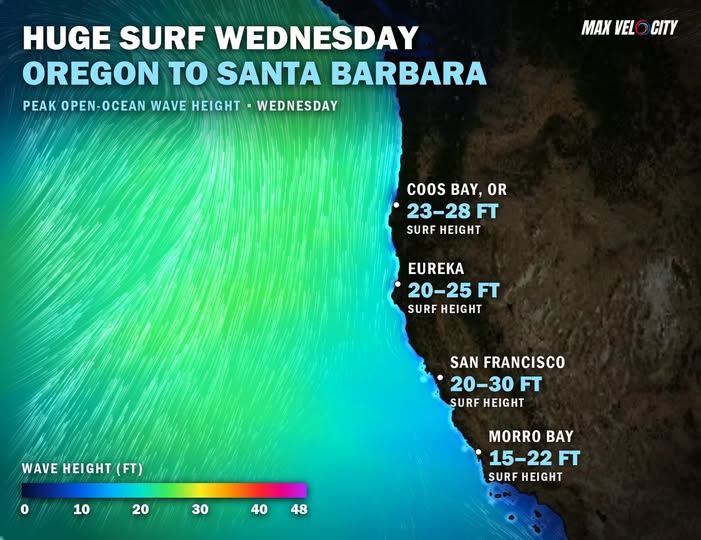 HUGE SURF WEDNESDAY
MAX VELOCITY
OREGON TO SANTA BARBARA
PEAK OPEN-OCEAN WAVE HEIGHT • WEDNESDAY
COOS BAY, OR
23–28 FT
SURF HEIGHT
EUREKA
20–25 FT
SURF HEIGHT
SAN FRANCISCO
20–30 FT
SURF HEIGHT
MORRO BAY
15–22 FT
SURF HEIGHT
WAVE HEIGHT (FT)
0 10 20 30 40 48